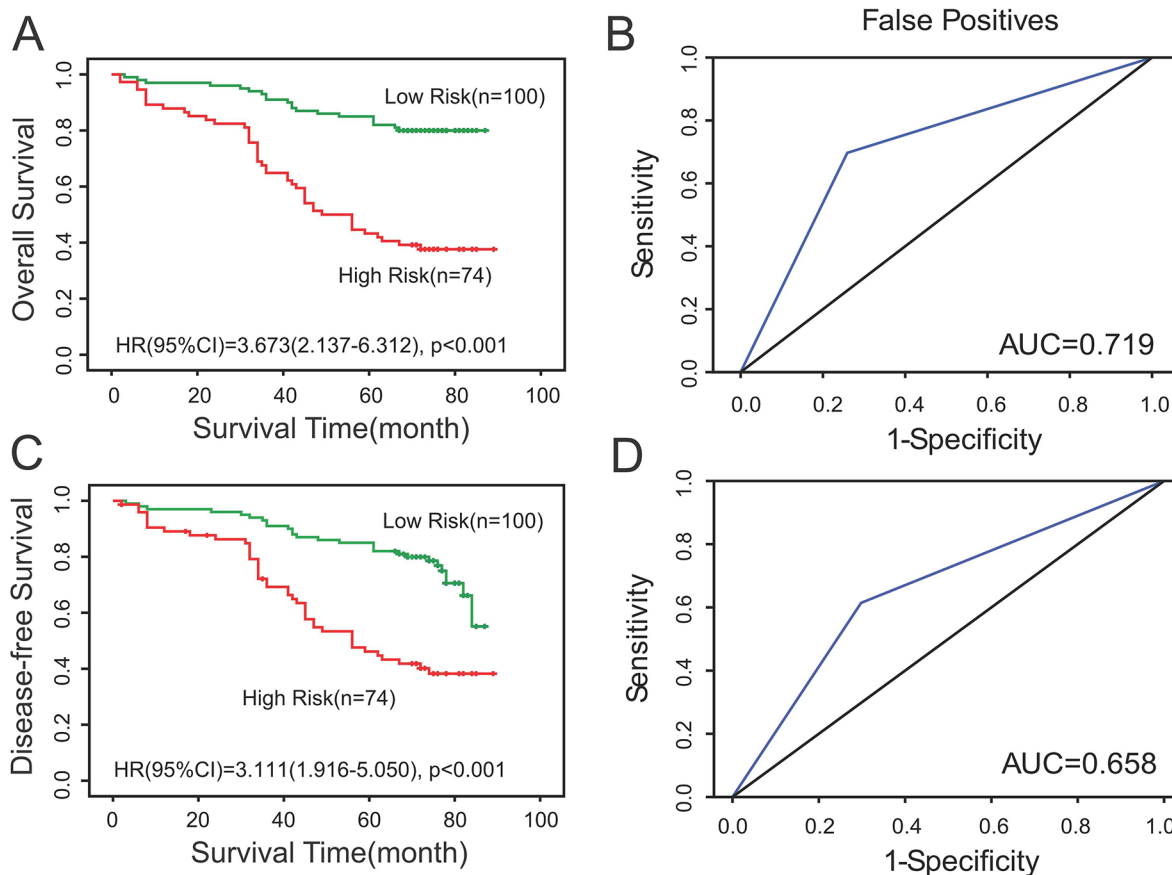 A
Overall Survival
1.0
0.8
0.6
0.4
0.2
0.0
Low Risk(n=100)
High Risk(n=74)
HR(95%CI)=3.673(2.137-6.312), p<0.001
0 20 40 60 80 100
Survival Time(month)
B
False Positives
Sensitivity
1.0
0.8
0.6
0.4
0.2
0.0
AUC=0.719
0.0 0.2 0.4 0.6 0.8 1.0
1-Specificity
C
Disease-free Survival
1.0
0.8
0.6
0.4
0.2
0.0
Low Risk(n=100)
High Risk(n=74)
HR(95%CI)=3.111(1.916-5.050), p<0.001
0 20 40 60 80 100
Survival Time(month)
D
Sensitivity
1.0
0.8
0.6
0.4
0.2
0.0
AUC=0.658
0.0 0.2 0.4 0.6 0.8 1.0
1-Specificity